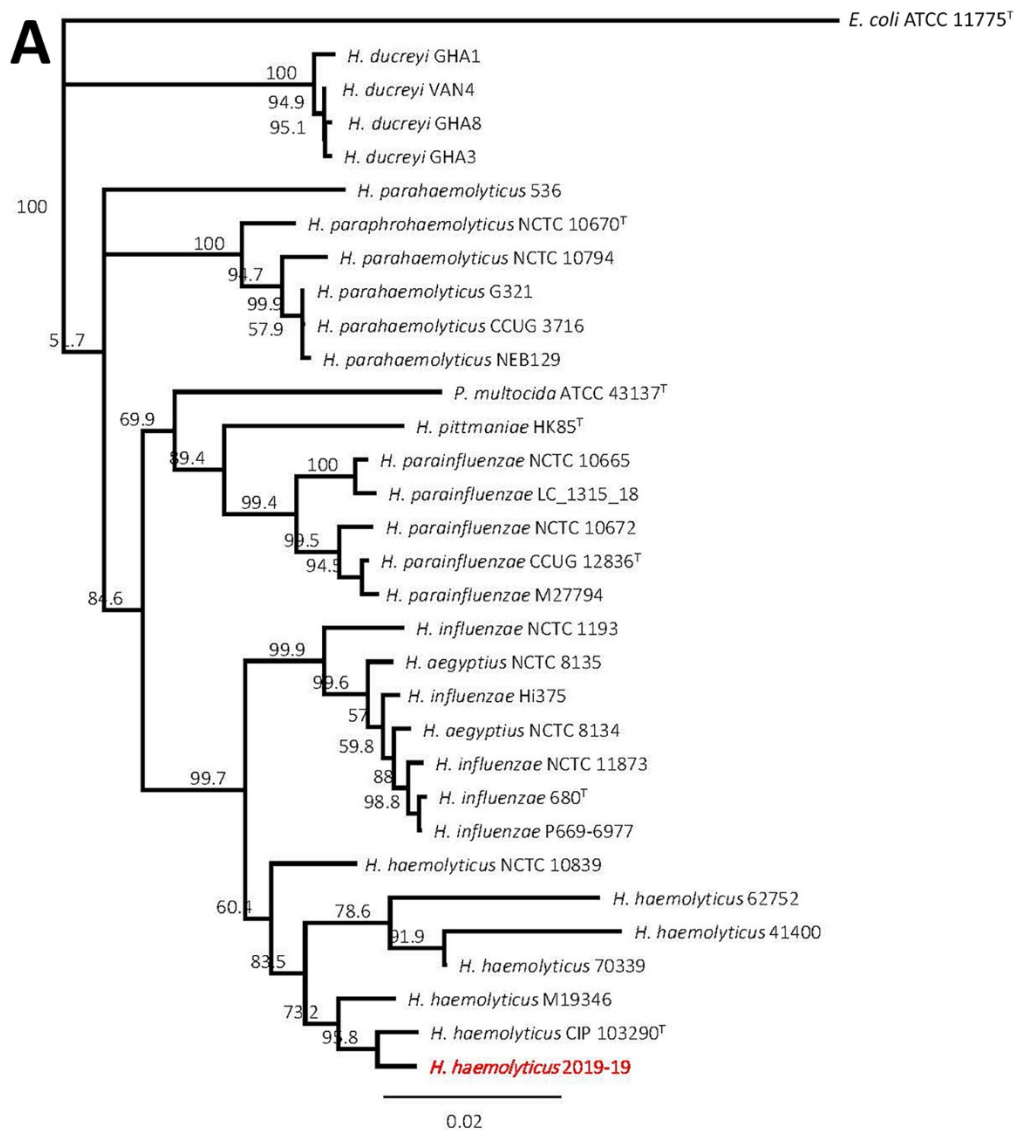 A
E. coli ATCC 11775ᵀ
H. ducreyi GHA1
100
H. ducreyi VAN4
94.9
H. ducreyi GHA8
95.1
H. ducreyi GHA3
H. parahaemolyticus 536
100
H. paraphrohaemolyticus NCTC 10670ᵀ
100
H. parahaemolyticus NCTC 10794
94.7
H. parahaemolyticus G321
99.9
H. parahaemolyticus CCUG 3716
57.9
51.7
H. parahaemolyticus NEB129
P. multocida ATCC 43137ᵀ
69.9
H. pittmaniae HK85ᵀ
89.4
H. parainfluenzae NCTC 10665
100
H. parainfluenzae LC_1315_18
99.4
H. parainfluenzae NCTC 10672
99.5
H. parainfluenzae CCUG 12836ᵀ
94.5
H. parainfluenzae M27794
84.6
H. influenzae NCTC 1193
99.9
H. aegyptius NCTC 8135
99.6
H. influenzae Hi375
57
H. aegyptius NCTC 8134
59.8
H. influenzae NCTC 11873
88
99.7
H. influenzae 680ᵀ
98.8
H. influenzae P669-6977
H. haemolyticus NCTC 10839
H. haemolyticus 62752
60.4
78.6
H. haemolyticus 41400
91.9
H. haemolyticus 70339
83.5
H. haemolyticus M19346
73.2
H. haemolyticus CIP 103290ᵀ
95.8
H. haemolyticus 2019-19
0.02